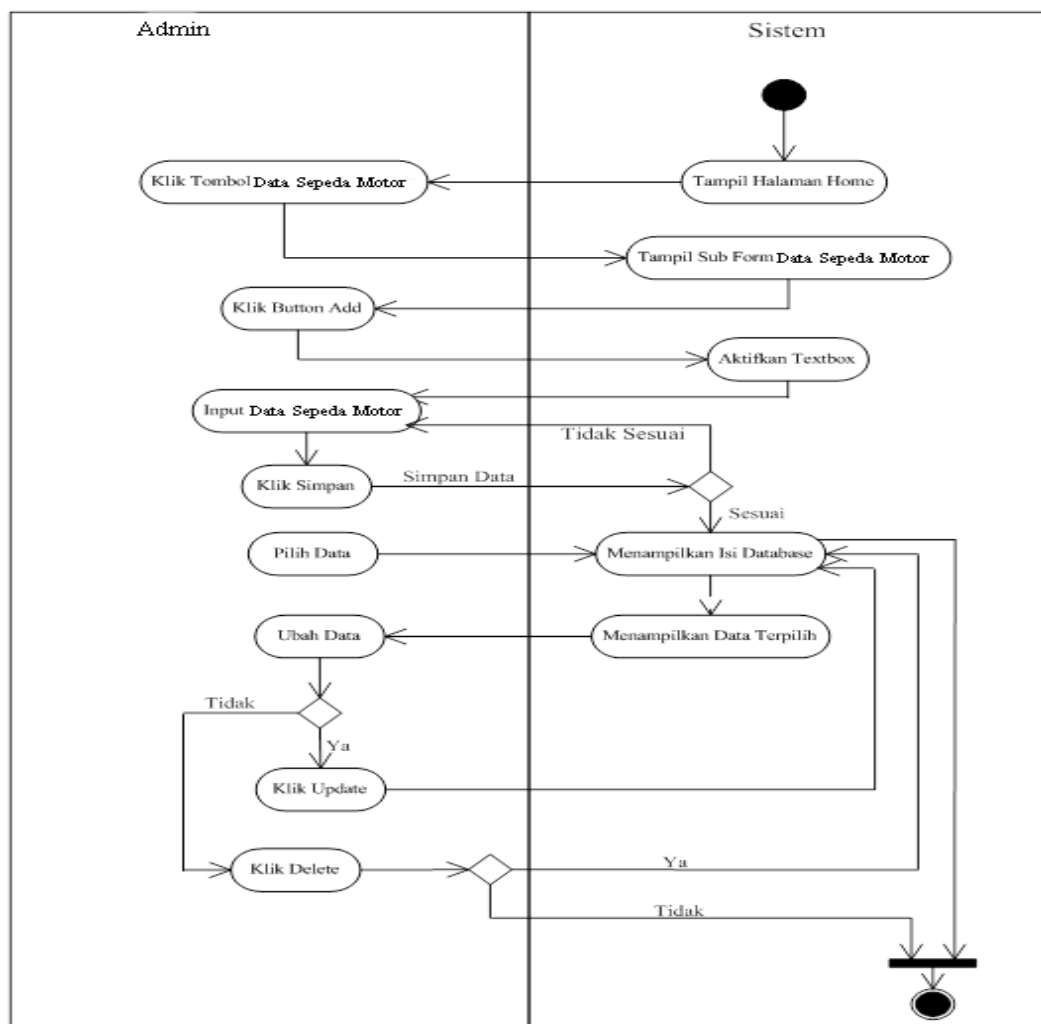 Admin
Sistem
Klik Tombol Data Sepeda Motor
Tampil Halaman Home
Tampil Sub Form Data Sepeda Motor
Klik Button Add
Aktifkan Textbox
Input Data Sepeda Motor
Tidak Sesuai
Klik Simpan
Simpan Data
Sesuai
Pilih Data
Menampilkan Isi Database
Ubah Data
Menampilkan Data Terpilih
Tidak
Ya
Klik Update
Klik Delete
Ya
Tidak